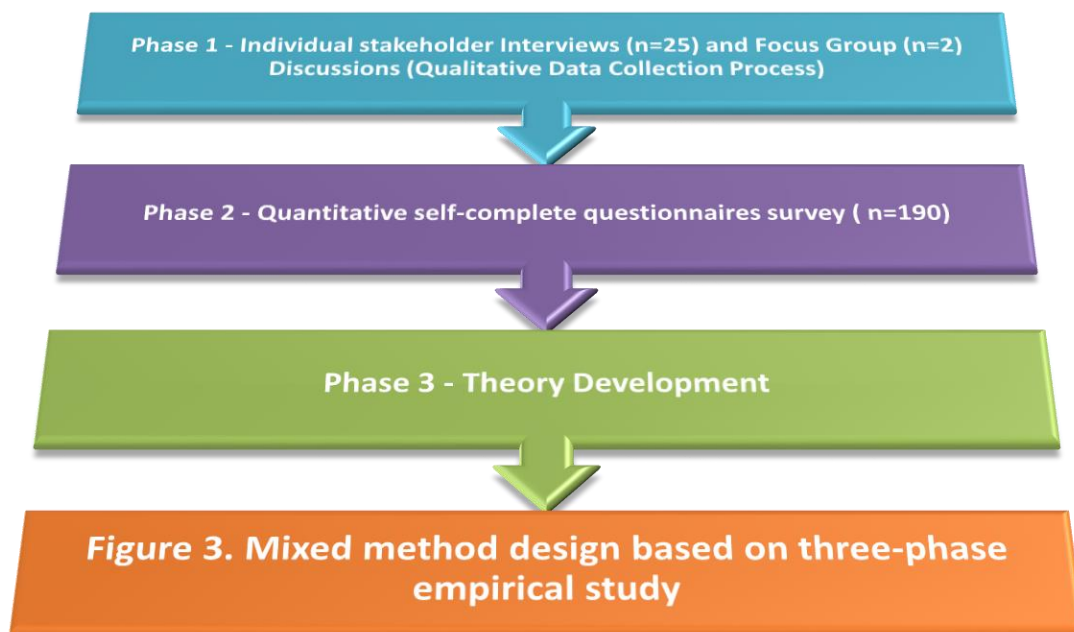 Phase 1 - Individual stakeholder Interviews (n=25) and Focus Group (n=2)
Discussions (Qualitative Data Collection Process)
Phase 2 - Quantitative self-complete questionnaires survey ( n=190)
Phase 3 - Theory Development
Figure 3. Mixed method design based on three-phase
empirical study